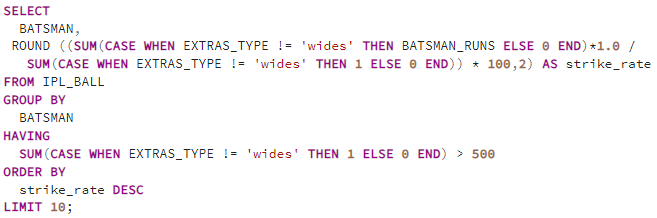 SELECT
BATSMAN,
ROUND ((SUM(CASE WHEN EXTRAS_TYPE != 'wides' THEN BATSMAN_RUNS ELSE 0 END)*1.0 /
SUM(CASE WHEN EXTRAS_TYPE != 'wides' THEN 1 ELSE 0 END)) * 100,2) AS strike_rate
FROM IPL_BALL
GROUP BY
BATSMAN
HAVING
SUM(CASE WHEN EXTRAS_TYPE != 'wides' THEN 1 ELSE 0 END) > 500
ORDER BY
strike_rate DESC
LIMIT 10;